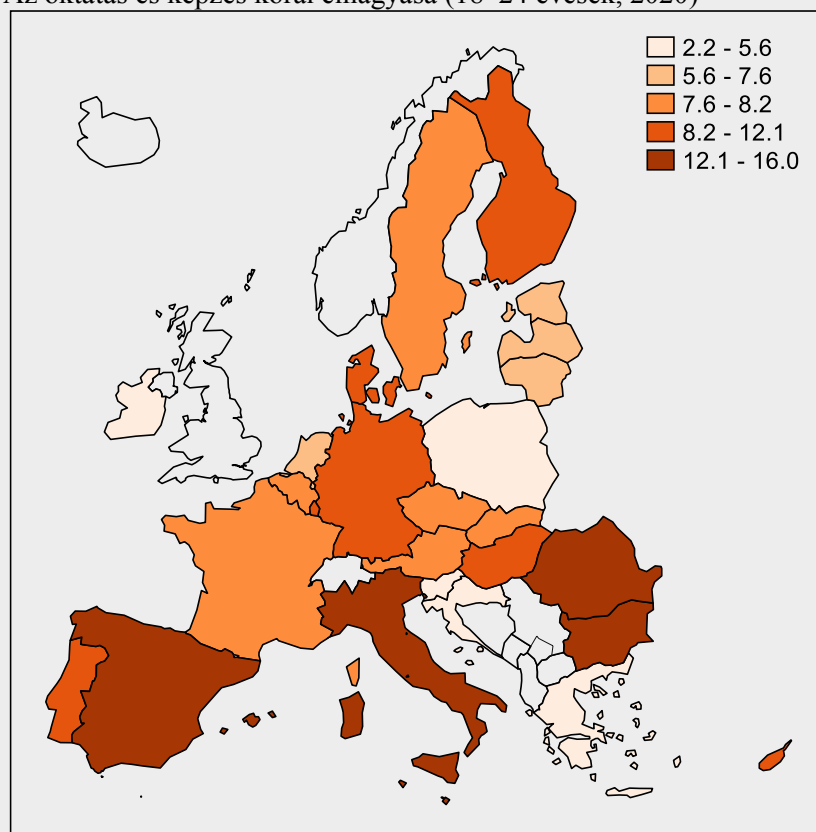 Az oktatás és képzés korai elhagyása (18–24 évesek, 2020)
2.2 - 5.6
5.6 - 7.6
7.6 - 8.2
8.2 - 12.1
12.1 - 16.0